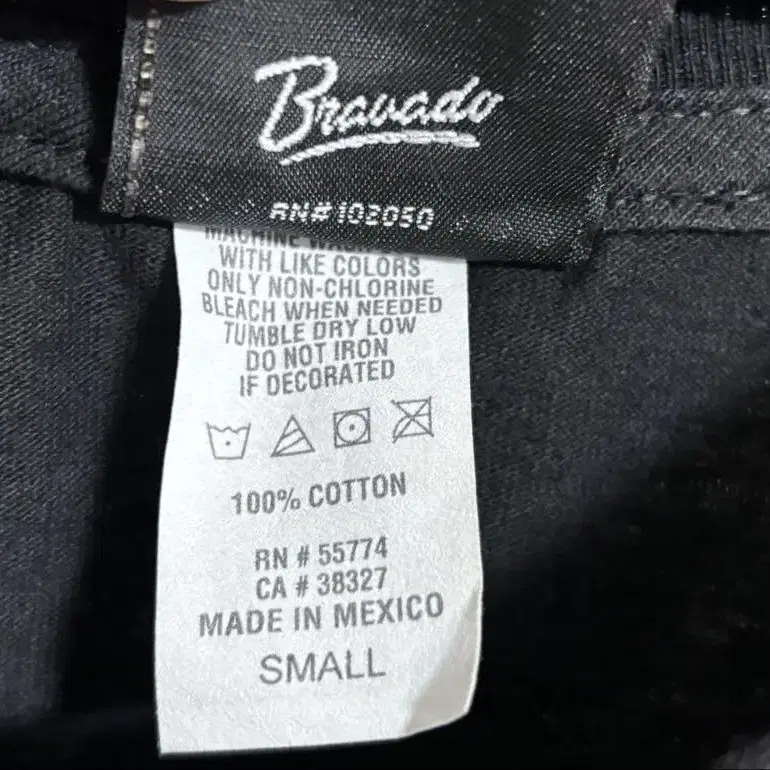 Bravado
RN#102050
MACHINE
WITH LIKE COLORS
ONLY NON-CHLORINE
BLEACH WHEN NEEDED
TUMBLE DRY LOW
DO NOT IRON
IF DECORATED
100% COTTON
RN # 55774
CA # 38327
MADE IN MEXICO
SMALL